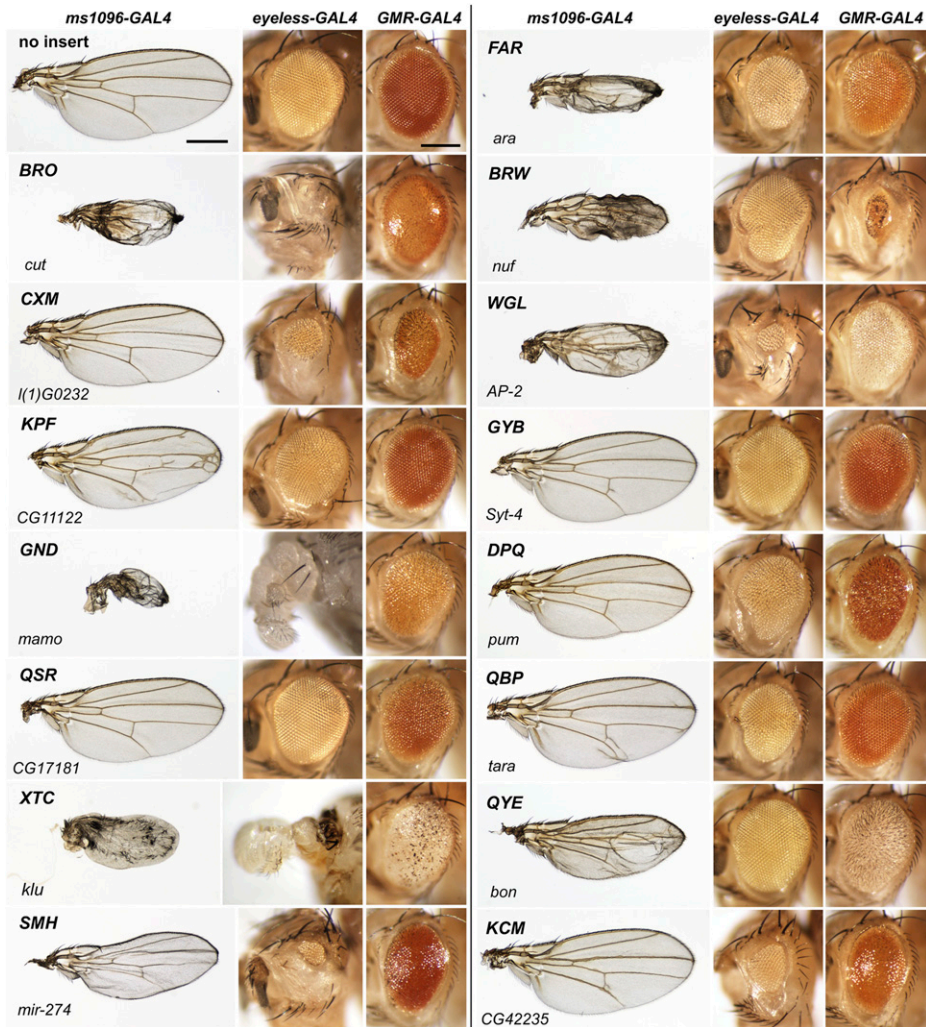 ms1096-GAL4 eyeless-GAL4 GMR-GAL4
no insert
BRO
cut
CXM
l(1)G0232
KPF
CG11122
GND
mamo
QSR
CG17181
XTC
klu
SMH
mir-274
ms1096-GAL4 eyeless-GAL4 GMR-GAL4
FAR
ara
BRW
nuf
WGL
AP-2
GYB
Syt-4
DPQ
pum
QBP
tara
QYE
bon
KCM
CG42235